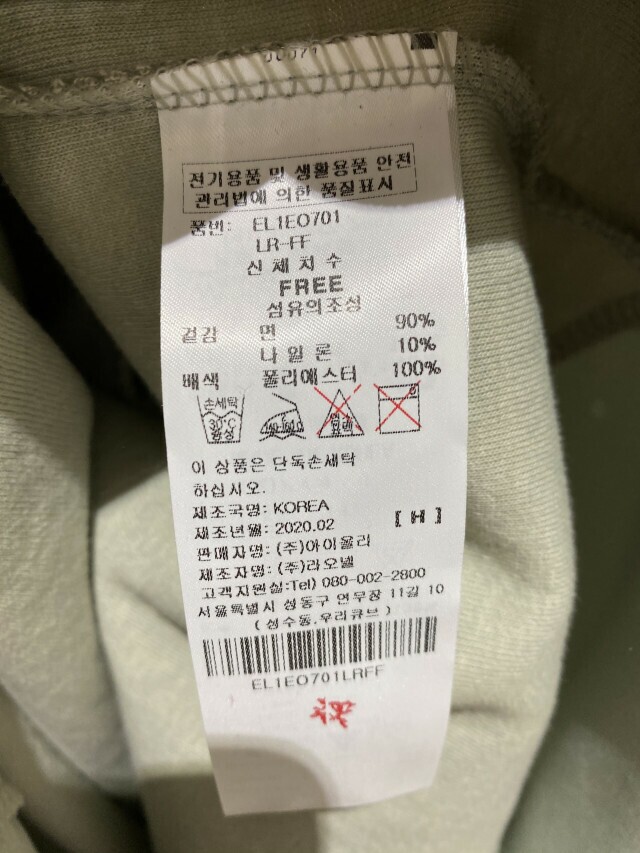 전기용품 및 생활용품 안전
관리법에 의한 품질표시
품번: EL1EO701
LR-FF
신체치수
FREE
섬유의조성
겉감 면 90%
나일론 10%
배색 폴리에스터 100%
손세탁
30°C
중성
이 상품은 단독손세탁
하십시오.
제조국명: KOREA
제조년월: 2020.02 [ H ]
판매자명: (주)아이올리
제조자명: (주)라오넬
고객지원실:Tel) 080-002-2800
서울특별시 성동구 연무장 11길 10
(성수동.우리큐브)
EL1EO701LRFF